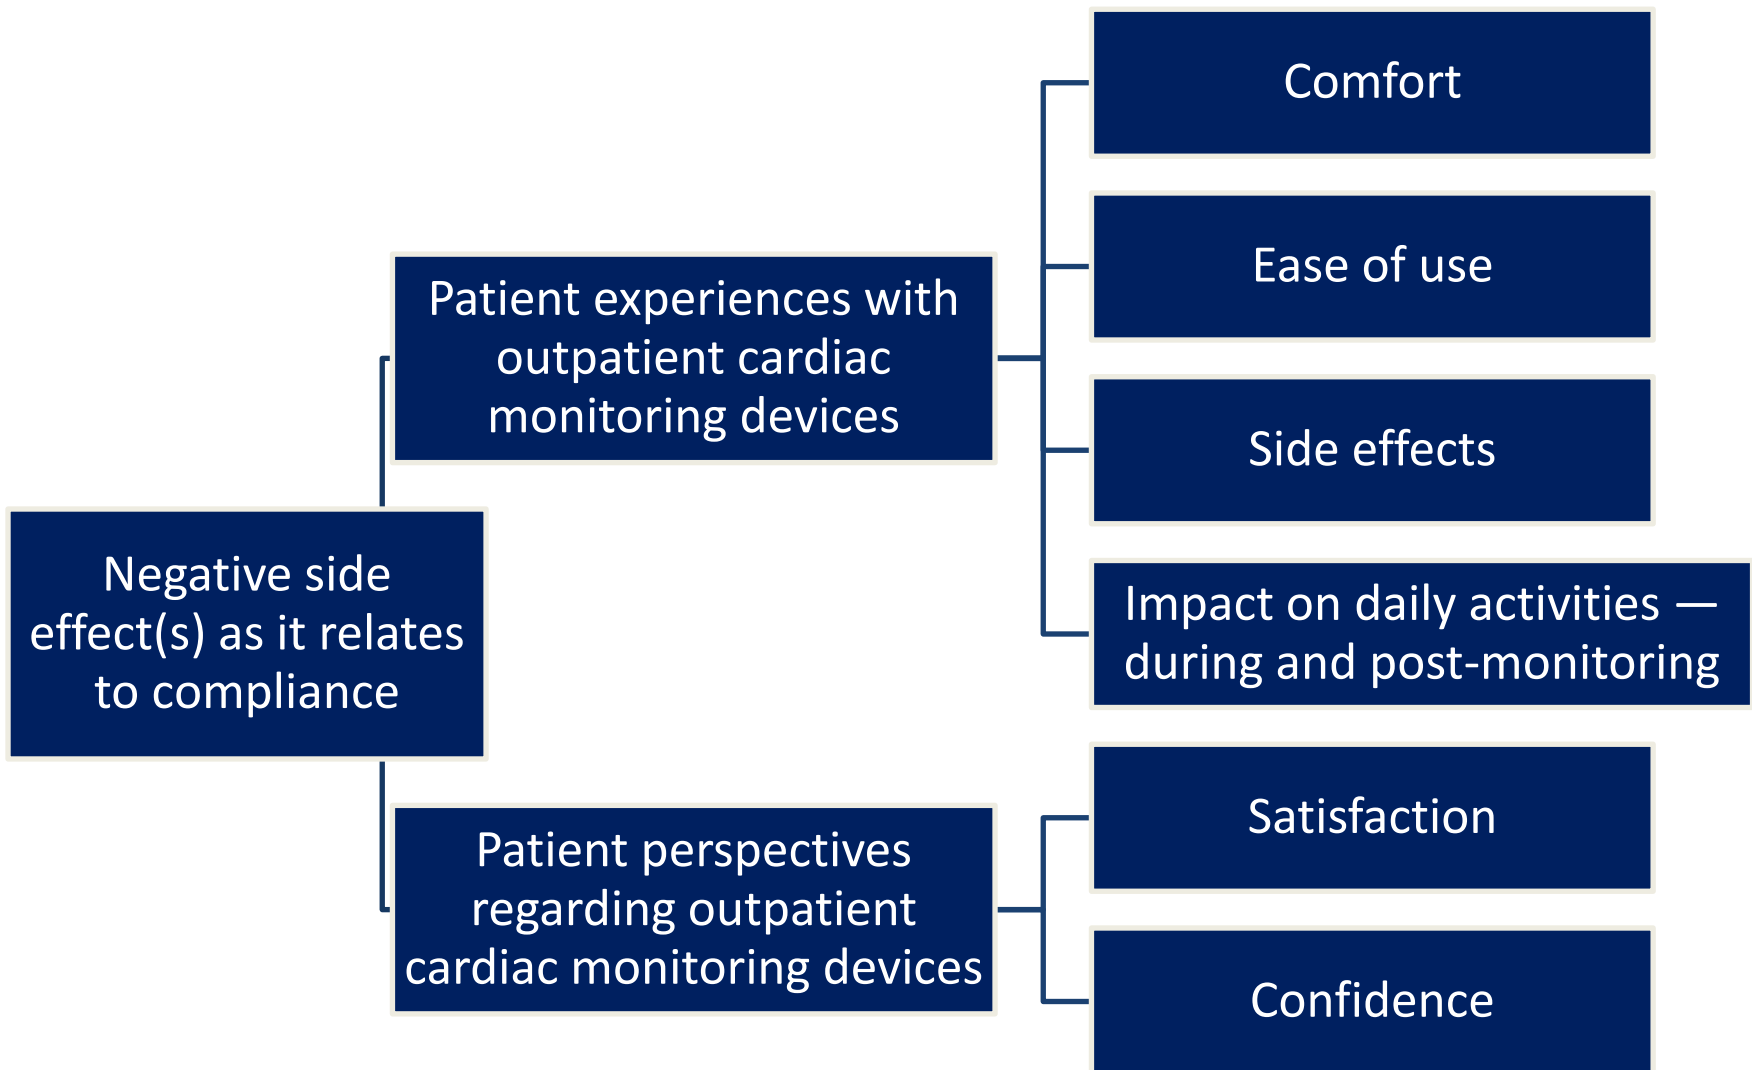 Negative side
effect(s) as it relates
to compliance
Patient experiences with
outpatient cardiac
monitoring devices
Comfort
Ease of use
Side effects
Impact on daily activities —
during and post-monitoring
Patient perspectives
regarding outpatient
cardiac monitoring devices
Satisfaction
Confidence